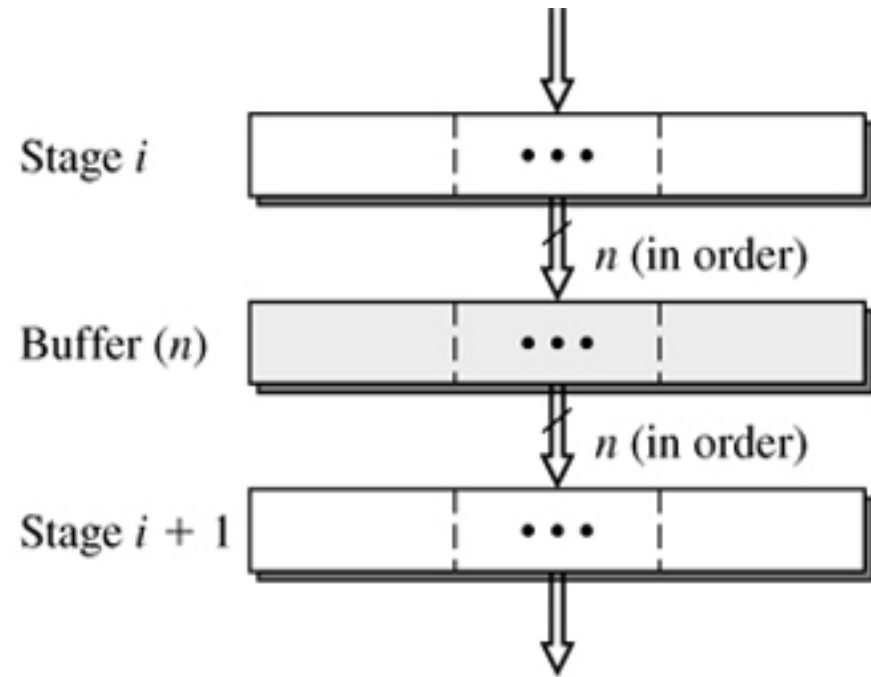 Stage i
• • •
n (in order)
Buffer (n)
• • •
n (in order)
Stage i + 1
• • •